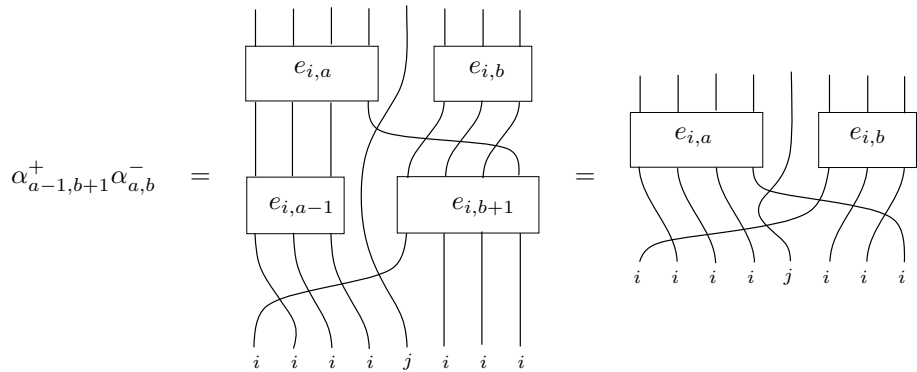 e_{i,a} e_{i,b}
e_{i,a} e_{i,b}
α^{+}_{a−1,b+1} α^{−}_{a,b} = e_{i,a−1} e_{i,b+1} =
i i i i j i i i
i i i i j i i i